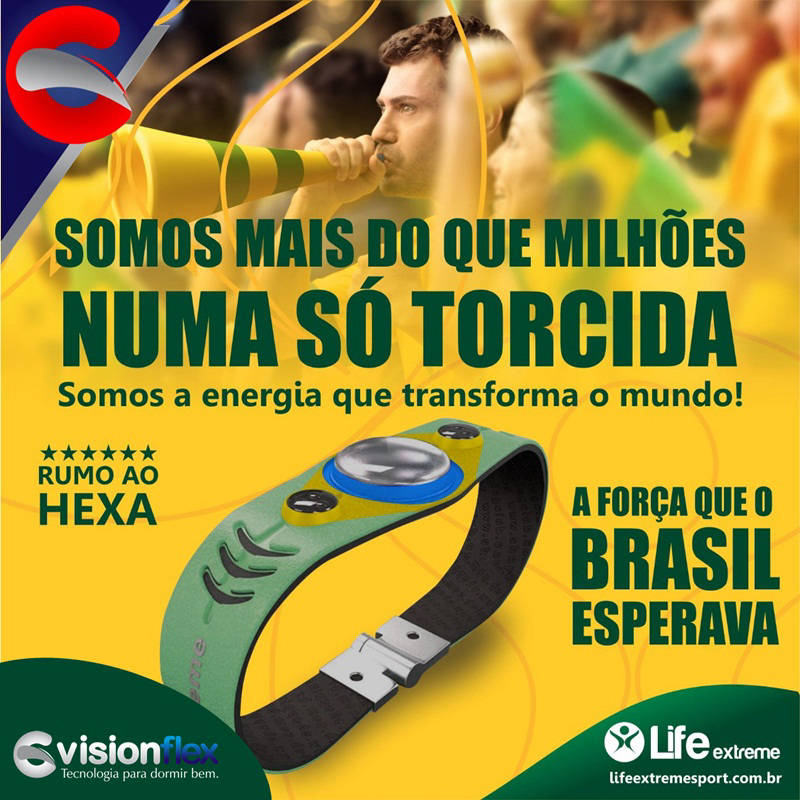 SOMOS MAIS DO QUE MILHÕES
NUMA SÓ TORCIDA
Somos a energia que transforma o mundo!
RUMO AO
HEXA
A FORÇA QUE O
BRASIL
ESPERAVA
visionflex
Tecnologia para dormir bem.
Life extreme
lifeextremesport.com.br